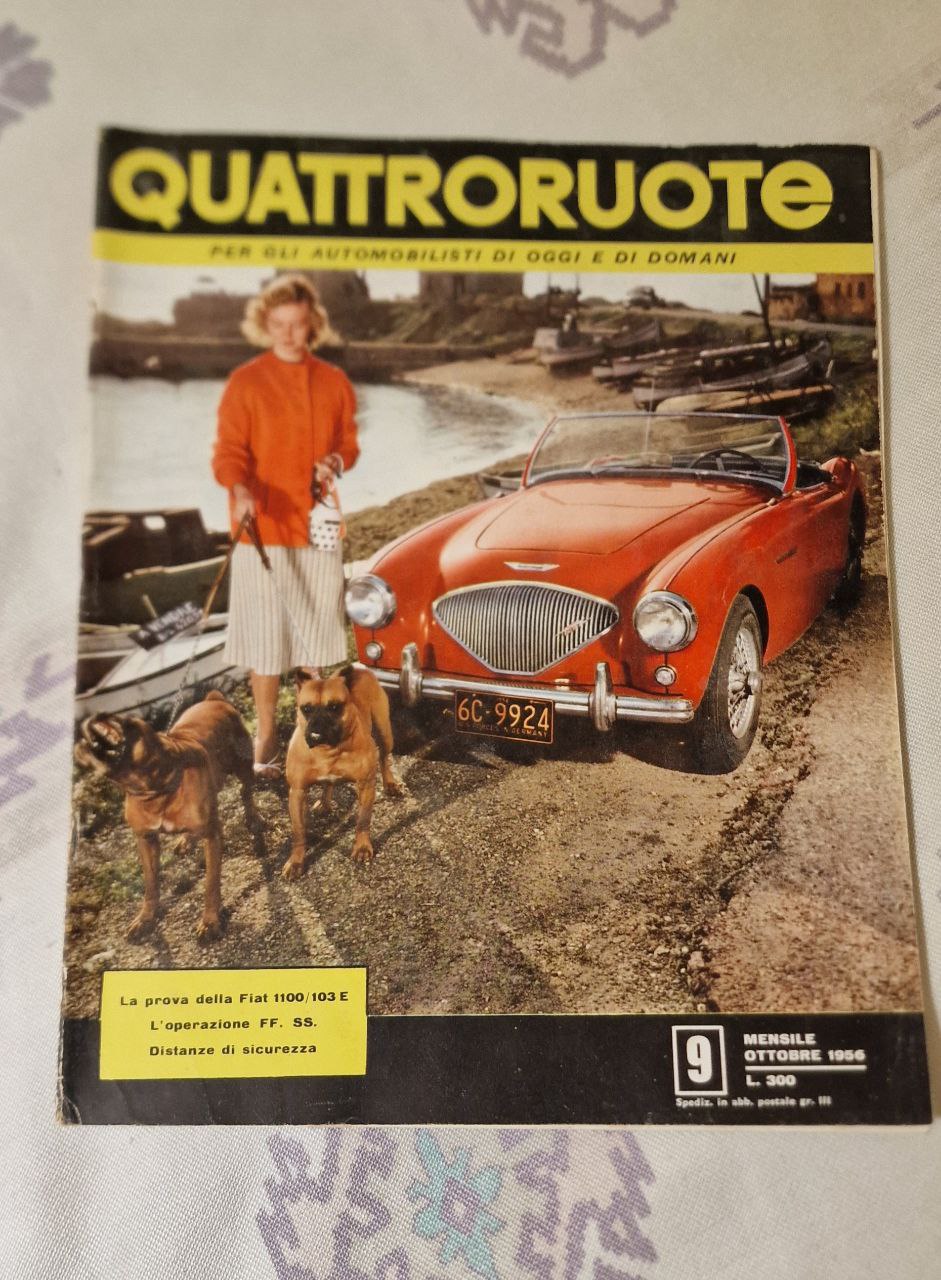 QUATTRORUOTe
PER GLI AUTOMOBILISTI DI OGGI E DI DOMANI
6C-9924
La prova della Fiat 1100/103 E
L'operazione FF. SS.
Distanze di sicurezza
9
MENSILE
OTTOBRE 1956
L. 300
Spediz. in abb. postale gr. III